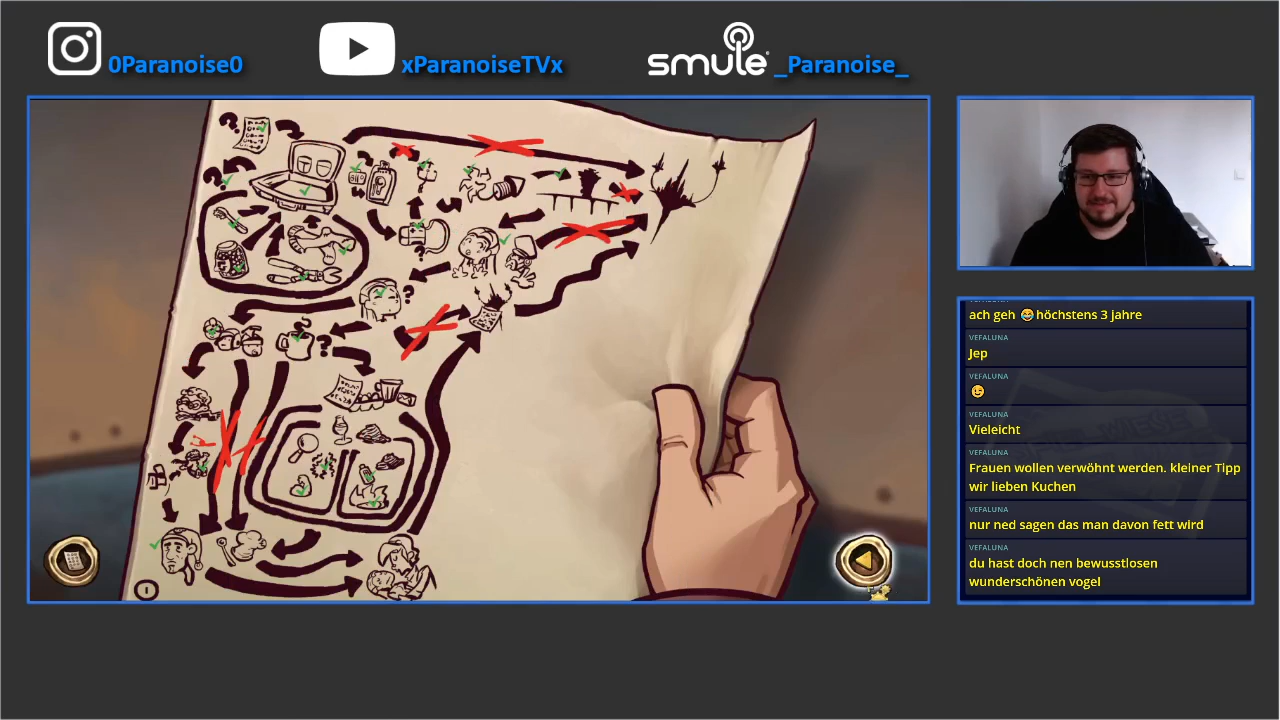 0Paranoise0
xParanoiseTVx
smule
_Paranoise_
ach geh 😂 höchstens 3 jahre
VEFALUNA
Jep
VEFALUNA
😉
VEFALUNA
Vieleicht
VEFALUNA
Frauen wollen verwöhnt werden. kleiner Tipp
wir lieben Kuchen
VEFALUNA
nur ned sagen das man davon fett wird
VEFALUNA
du hast doch nen bewusstlosen
wunderschönen vogel